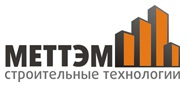 МЕТТЭМ
строительные технологии